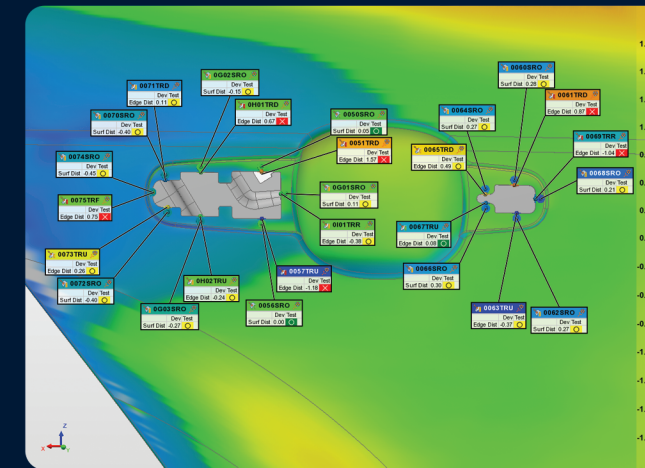 0060SRO
Dev Test
Surf Dist 0.28
0G02SRO
Dev Test
Surf Dist -0.15
0071TRD
Dev Test
Edge Dist 0.11
0061TRD
Dev Test
Edge Dist 0.87
0H01TRD
Dev Test
Edge Dist 0.67
0064SRO
Dev Test
Surf Dist 0.27
0070SRO
Dev Test
Surf Dist -0.40
0050SRO
Dev Test
Surf Dist 0.05
0069TRR
Dev Test
Edge Dist -1.04
0051TRD
Dev Test
Edge Dist 1.57
0065TRD
Dev Test
Edge Dist 0.49
0074SRO
Dev Test
Surf Dist -0.45
0068SRO
Dev Test
Surf Dist 0.21
0G01SRO
Dev Test
Surf Dist 0.11
0075TRF
Dev Test
Edge Dist 0.75
0I01TRR
Dev Test
Edge Dist -0.38
0067TRU
Dev Test
Edge Dist 0.08
0073TRU
Dev Test
Edge Dist 0.26
0066SRO
Dev Test
Surf Dist 0.30
0057TRU
Dev Test
Edge Dist -1.18
0H02TRU
Dev Test
Edge Dist -0.24
0072SRO
Dev Test
Surf Dist -0.40
0056SRO
Dev Test
Surf Dist 0.00
0G03SRO
Dev Test
Surf Dist -0.27
0063TRU
Dev Test
Edge Dist -0.37
0062SRO
Dev Test
Surf Dist 0.27
Z
X
Y